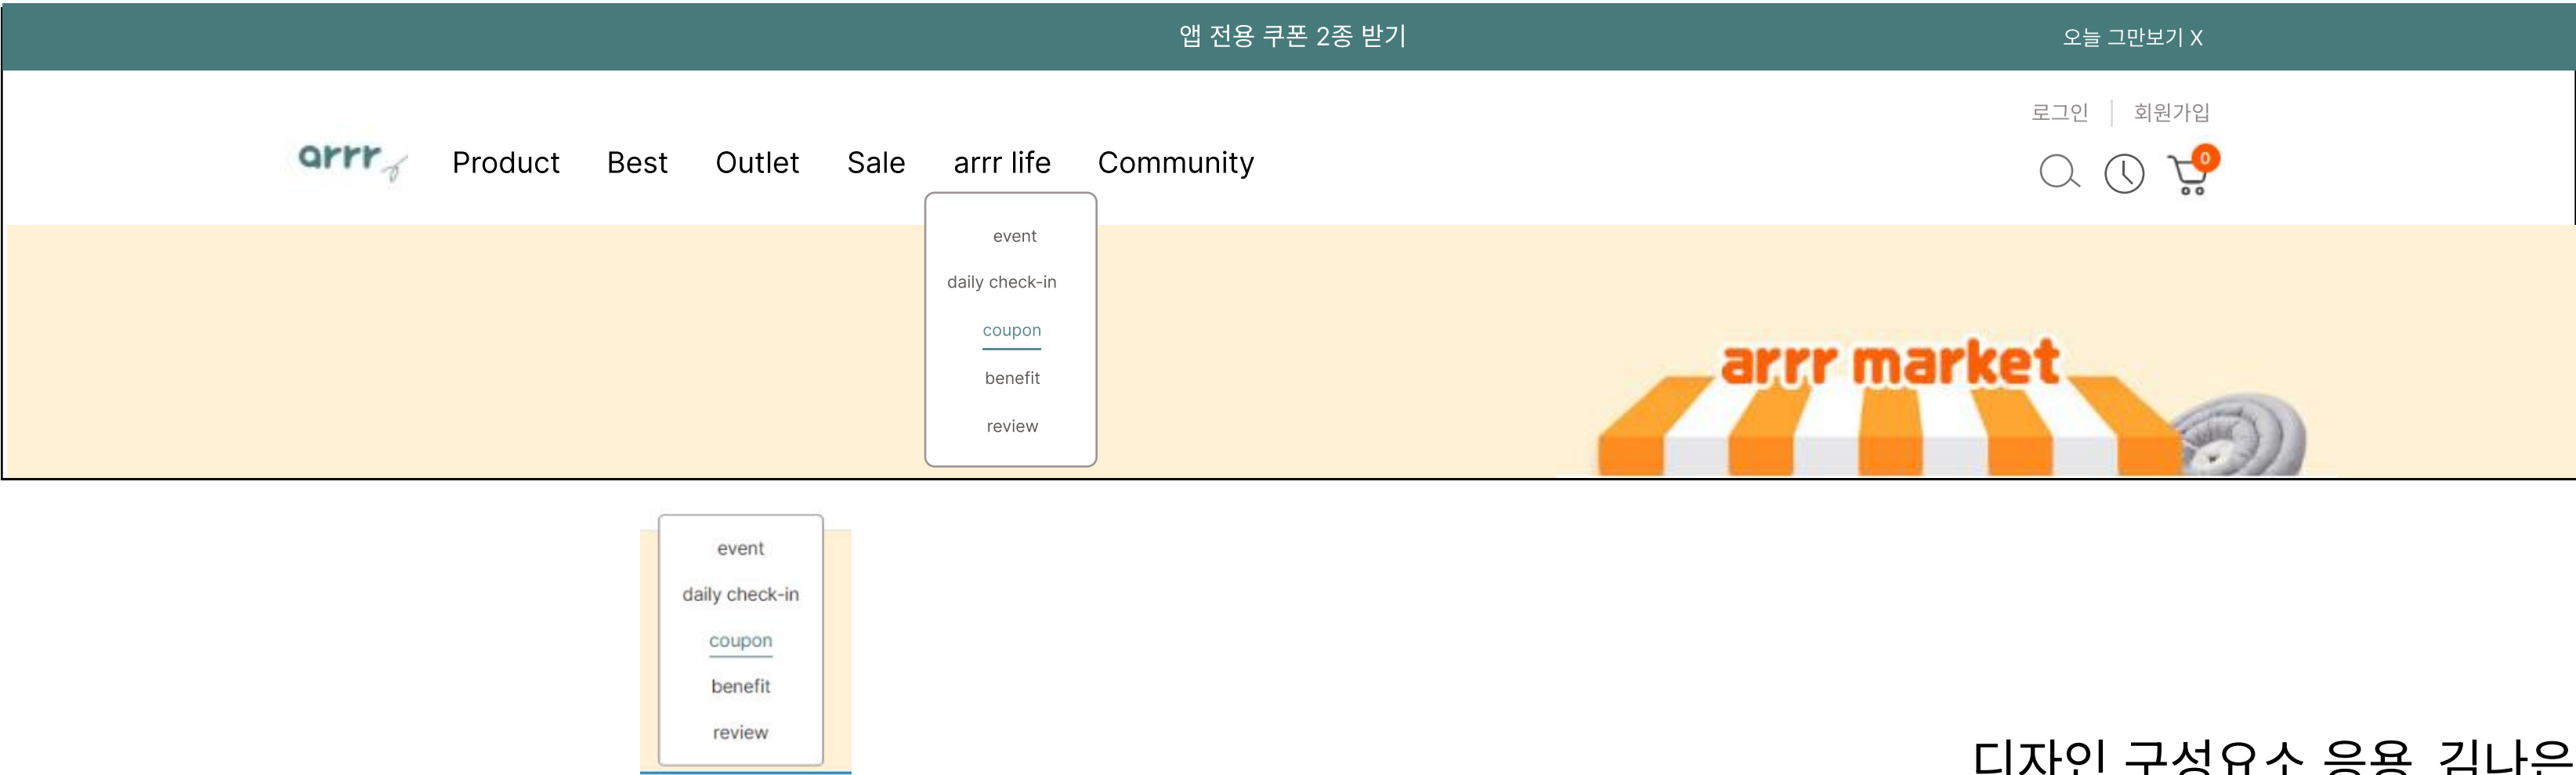 앱 전용 쿠폰 2종 받기
오늘 그만보기 X
로그인 | 회원가입
arrr Product Best Outlet Sale arrr life Community
0
event
daily check-in
coupon
benefit
review
arrr market
event
daily check-in
coupon
benefit
review
디자인 구성요소 응용_김나은